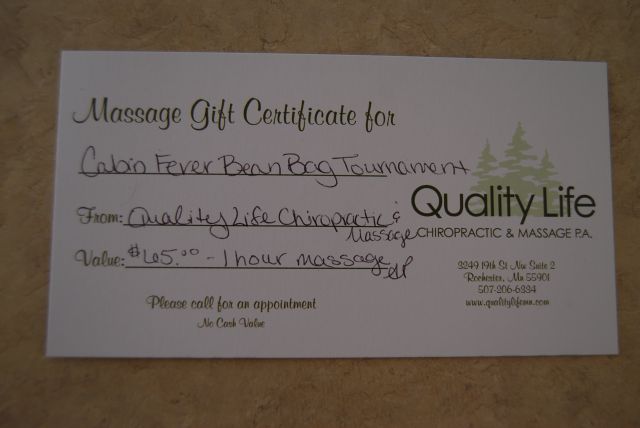 Massage Gift Certificate for
Cabin Fever Bean Bag Tournament
From: Quality Life Chiropractic &
Massage
Value: $65.00 - 1 hour massage
Please call for an appointment
No Cash Value
Quality Life
CHIROPRACTIC & MASSAGE P.A.
3249 19th St Nw Suite 2
Rochester, Mn 55901
507-206-6334
www.qualitylifemn.com